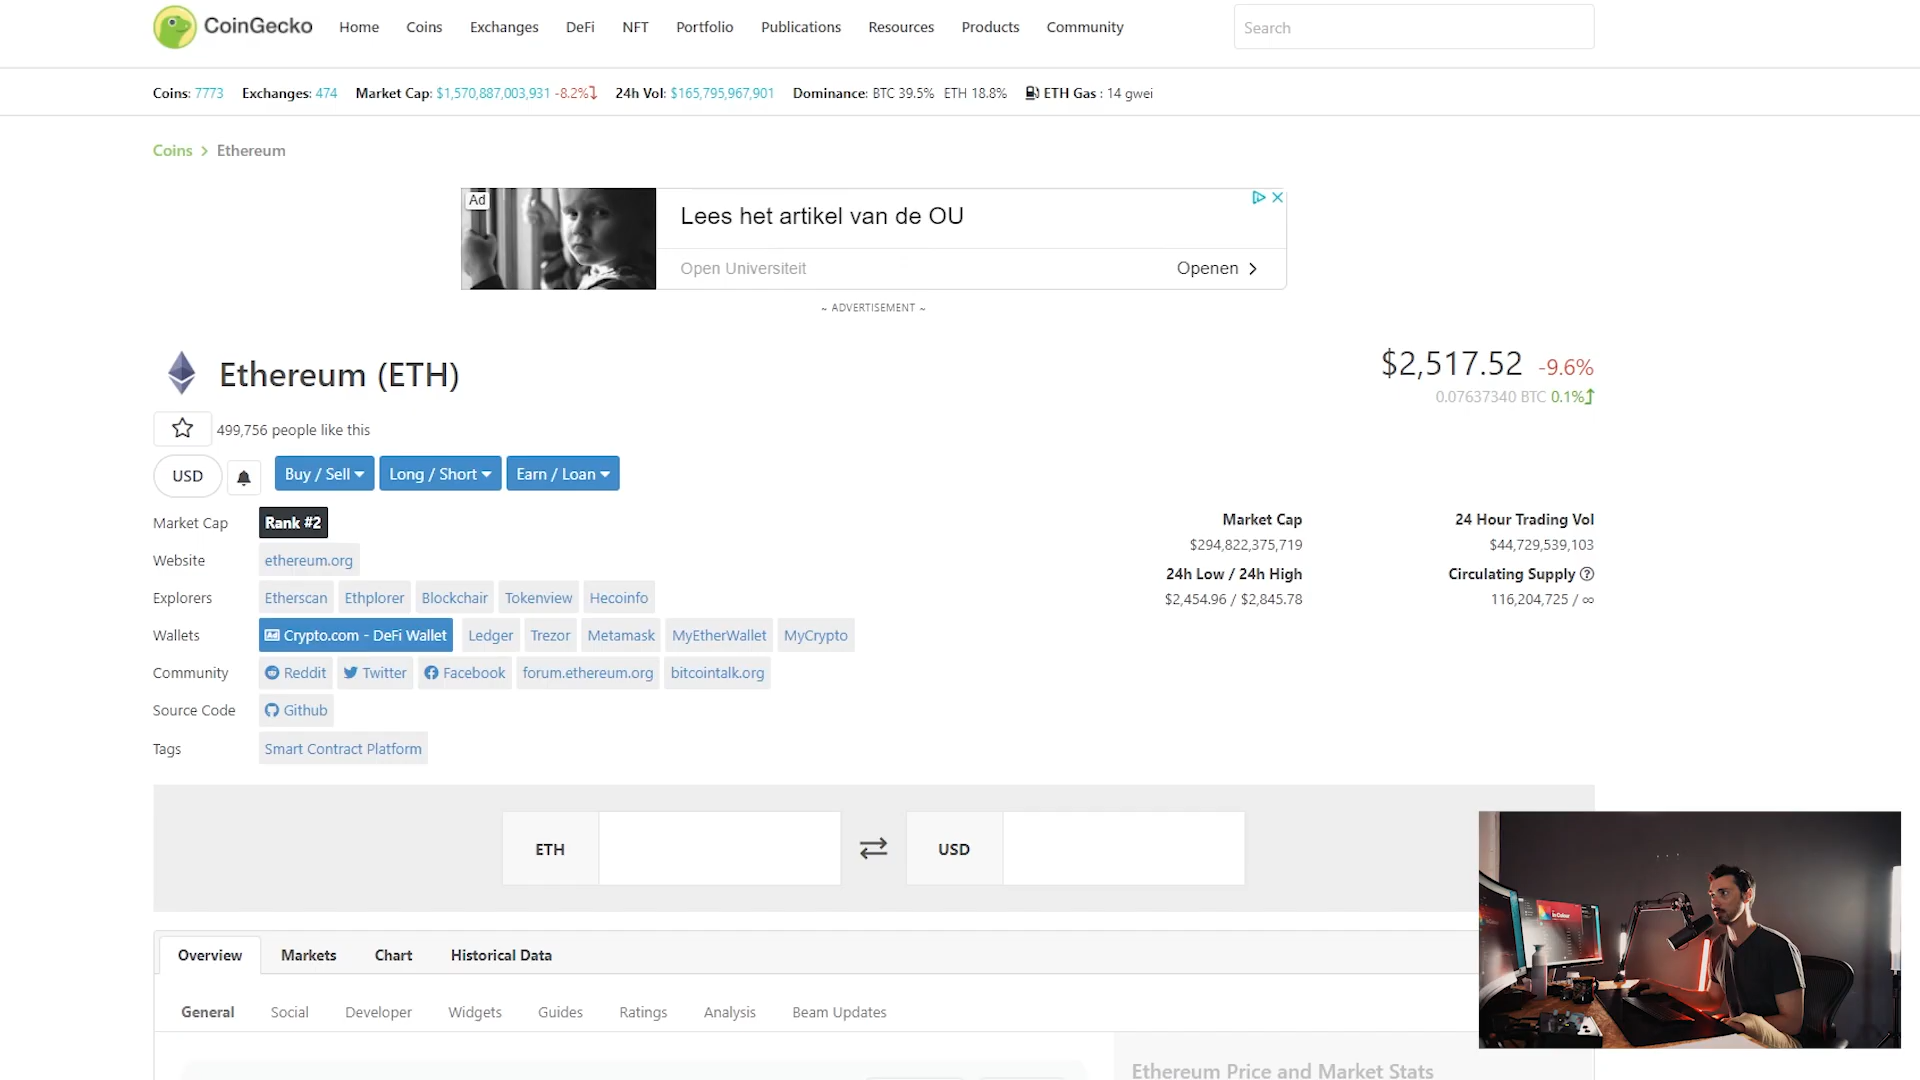 CoinGecko Home Coins Exchanges DeFi NFT Portfolio Publications Resources Products Community Search
Coins: 7773 Exchanges: 474 Market Cap: $1,570,887,003,931 -8.2% 24h Vol: $165,795,967,901 Dominance: BTC 39.5% ETH 18.8% ETH Gas : 14 gwei
Coins > Ethereum
Ad
Lees het artikel van de OU
Open Universiteit Openen
~ ADVERTISEMENT ~
Ethereum (ETH)
$2,517.52 -9.6%
0.07637340 BTC 0.1%
499,756 people like this
USD Buy / Sell Long / Short Earn / Loan
Market Cap Rank #2
Website ethereum.org
Explorers Etherscan Ethplorer Blockchair Tokenview Hecoinfo
Wallets Crypto.com - DeFi Wallet Ledger Trezor Metamask MyEtherWallet MyCrypto
Community Reddit Twitter Facebook forum.ethereum.org bitcointalk.org
Source Code Github
Tags Smart Contract Platform
Market Cap 24 Hour Trading Vol
$294,822,375,719 $44,729,539,103
24h Low / 24h High Circulating Supply
$2,454.96 / $2,845.78 116,204,725 / ∞
ETH USD
Overview Markets Chart Historical Data
General Social Developer Widgets Guides Ratings Analysis Beam Updates
Ethereum Price and Market Stats